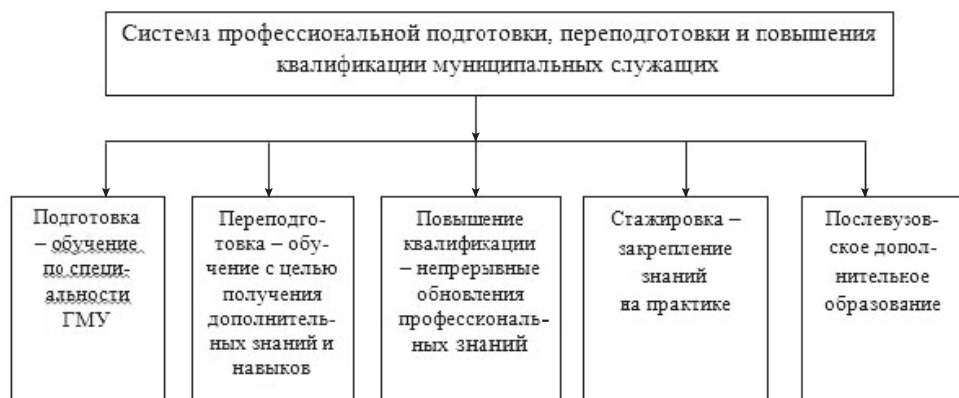 Система профессиональной подготовки, переподготовки и повышения
квалификации муниципальных служащих
Подготовка
– обучение
по специ-
альности
ГМУ
Переподго-
товка – обу-
чение с целью
получения
дополнитель-
ных знаний и
навыков
Повышение
квалификации
– непрерывные
обновления
профессиональ-
ных знаний
Стажировка –
закрепление
знаний
на практике
Послевузов-
ское допол-
нительное
образование